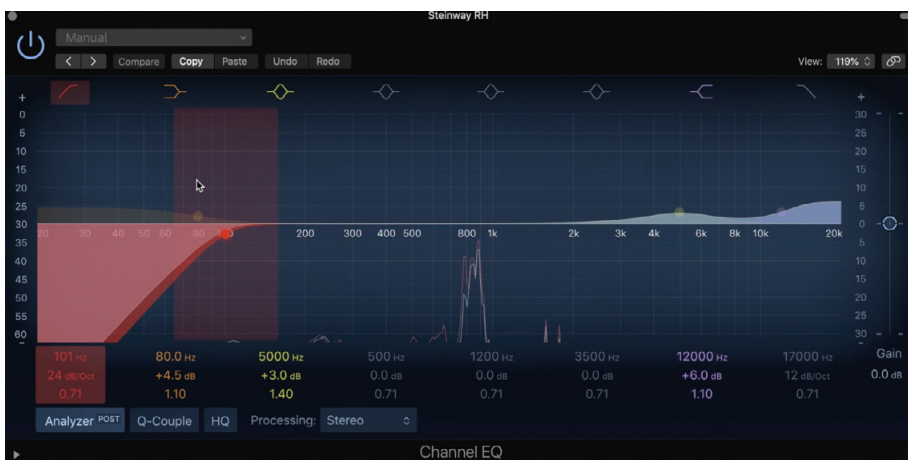 Steinway RH
Manual
Compare Copy Paste Undo Redo View: 119%
+ +
0 30
5 25
10 20
15 15
20 10
25 5
30 0
20 30 40 50 60 80 100 200 300 400 500 800 1k 2k 3k 4k 6k 8k 10k 20k
35 5
40 10
45 15
50 20
55 25
60 30
- -
101 Hz 80.0 Hz 5000 Hz 500 Hz 1200 Hz 3500 Hz 12000 Hz 17000 Hz Gain
24 dB/Oct +4.5 dB +3.0 dB 0.0 dB 0.0 dB 0.0 dB +6.0 dB 12 dB/Oct 0.0 dB
0.71 1.10 1.40 0.71 0.71 0.71 1.10 0.71
Analyzer POST Q-Couple HQ Processing: Stereo
Channel EQ